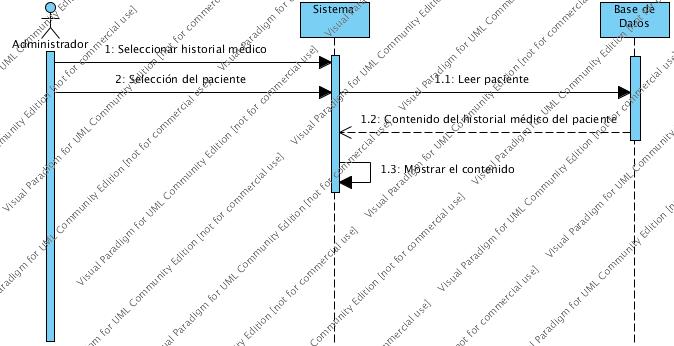 Administrador
Sistema
Base de
Datos
1: Seleccionar historial médico
2: Selección del paciente
1.1: Leer paciente
1.2: Contenido del historial médico del paciente
1.3: Mostrar el contenido
Visual Paradigm for UML Community Edition [not for commercial use]